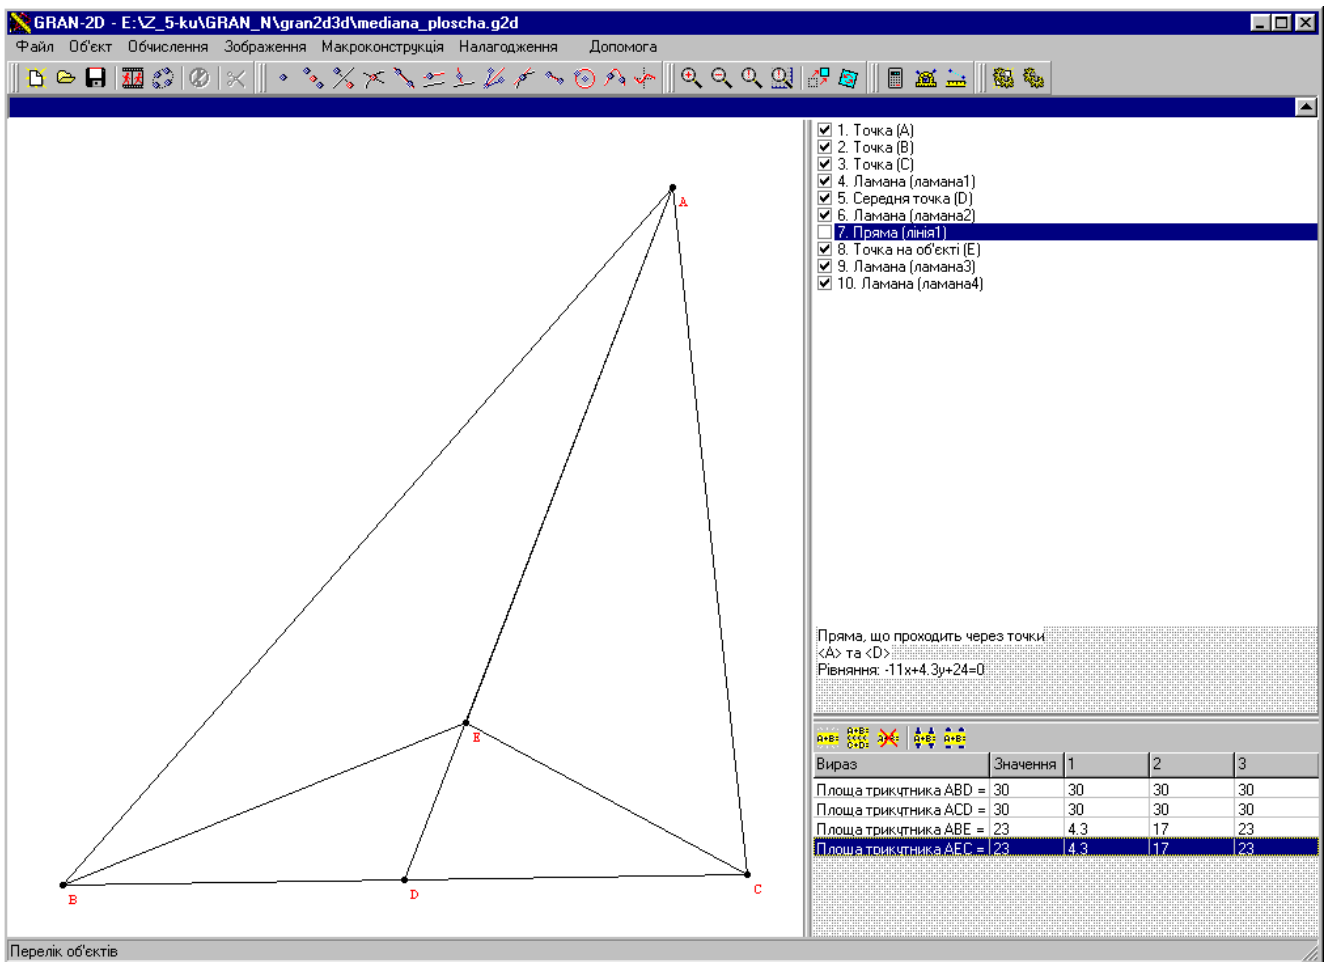 GRAN-2D - E:\Z_5-ku\GRAN_N\gran2d3d\mediana_ploscha.g2d
Файл Об'єкт Обчислення Зображення Макроконструкція Налагодження Допомога
1. Точка (A)
2. Точка (B)
3. Точка (C)
4. Ламана (ламана1)
5. Середня точка (D)
6. Ламана (ламана2)
7. Пряма (лінія1)
8. Точка на об'єкті (E)
9. Ламана (ламана3)
10. Ламана (ламана4)
A
E
B
D
C
Пряма, що проходить через точки
<A> та <D>
Рівняння: -11x+4.3y+24=0
Вираз Значення 1 2 3
Площа трикутника ABD = 30 30 30 30
Площа трикутника ACD = 30 30 30 30
Площа трикутника ABE = 23 4.3 17 23
Площа трикутника AEC = 23 4.3 17 23
Перелік об'єктів